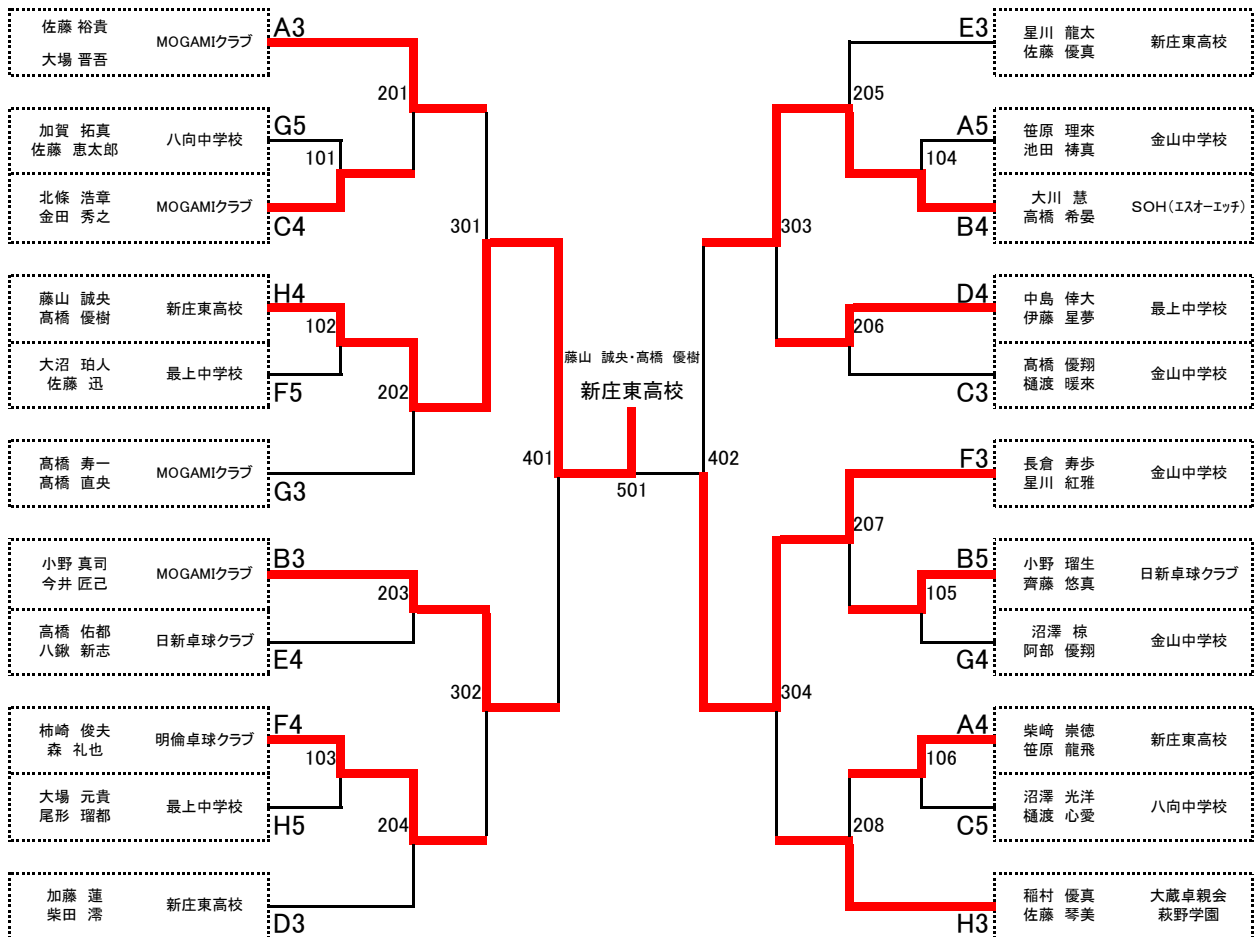 佐藤 裕貴
大場 晋吾
MOGAMIクラブ
A3
加賀 拓真
佐藤 恵太郎
八向中学校
G5
北條 浩章
金田 秀之
MOGAMIクラブ
C4
藤山 誠央
髙橋 優樹
新庄東高校
H4
大沼 珀人
佐藤 迅
最上中学校
F5
髙橋 寿一
髙橋 直央
MOGAMIクラブ
G3
小野 真司
今井 匠己
MOGAMIクラブ
B3
高橋 佑都
八鍬 新志
日新卓球クラブ
E4
柿崎 俊夫
森 礼也
明倫卓球クラブ
F4
大場 元貴
尾形 瑠都
最上中学校
H5
加藤 蓮
柴田 澪
新庄東高校
D3
201
101
301
102
202
401
203
302
103
204
藤山 誠央・髙橋 優樹
新庄東高校
501
402
205
104
303
206
207
105
304
106
208
E3
星川 龍太
佐藤 優真
新庄東高校
A5
笹原 理來
池田 祷真
金山中学校
B4
大川 慧
高橋 希晏
SOH(エスオーエッチ)
D4
中島 倖大
伊藤 星夢
最上中学校
C3
髙橋 優翔
樋渡 暖來
金山中学校
F3
長倉 寿歩
星川 紅雅
金山中学校
B5
小野 瑠生
齊藤 悠真
日新卓球クラブ
G4
沼澤 椋
阿部 優翔
金山中学校
A4
柴﨑 崇徳
笹原 龍飛
新庄東高校
C5
沼澤 光洋
樋渡 心愛
八向中学校
H3
稲村 優真
佐藤 琴美
大蔵卓親会
萩野学園